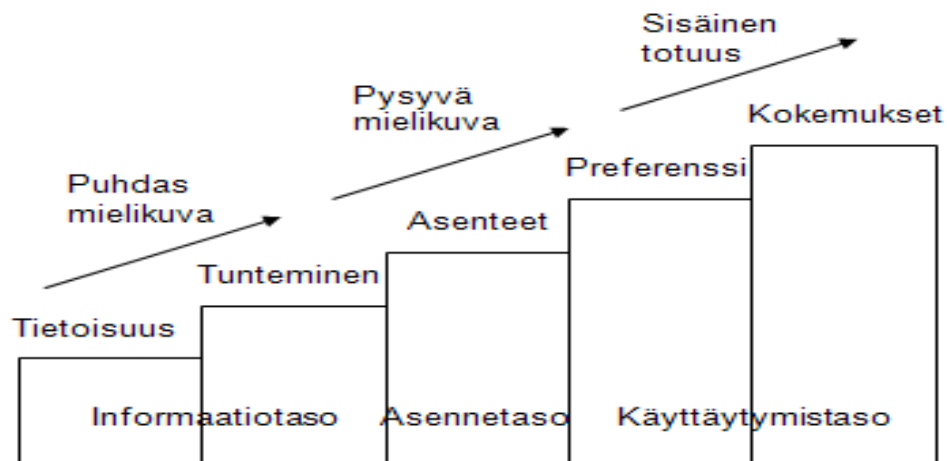 Sisäinen
totuus
Pysyvä
mielikuva
Kokemukset
Preferenssi
Puhdas
mielikuva
Asenteet
Tunteminen
Tietoisuus
Informaatiotaso
Asennetaso
Käyttäytymistaso